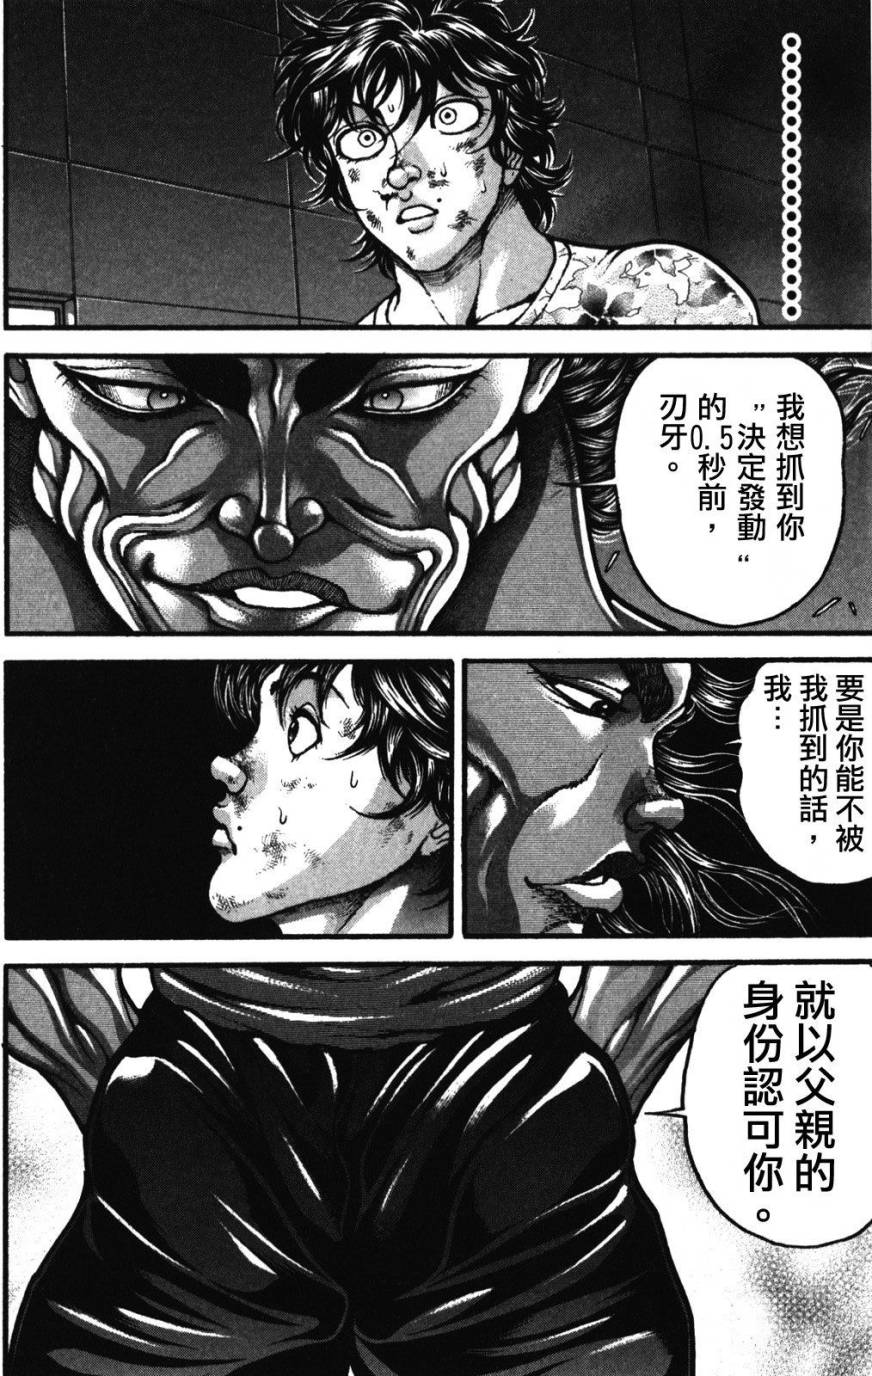 我想抓到你
”決定發動“
的0.5秒前，
刃牙。
要是你能不被
我抓到的話，
我…
就以父親的
身份認可你。